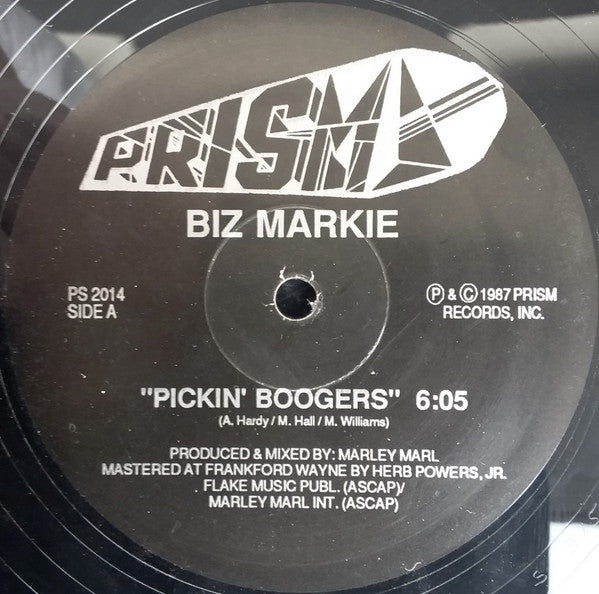 PRISM
BIZ MARKIE
PS 2014
SIDE A
Ⓟ & © 1987 PRISM
RECORDS, INC.
"PICKIN' BOOGERS" 6:05
(A. Hardy / M. Hall / M. Williams)
PRODUCED & MIXED BY: MARLEY MARL
MASTERED AT FRANKFORD WAYNE BY HERB POWERS, JR.
FLAKE MUSIC PUBL. (ASCAP)/
MARLEY MARL INT. (ASCAP)